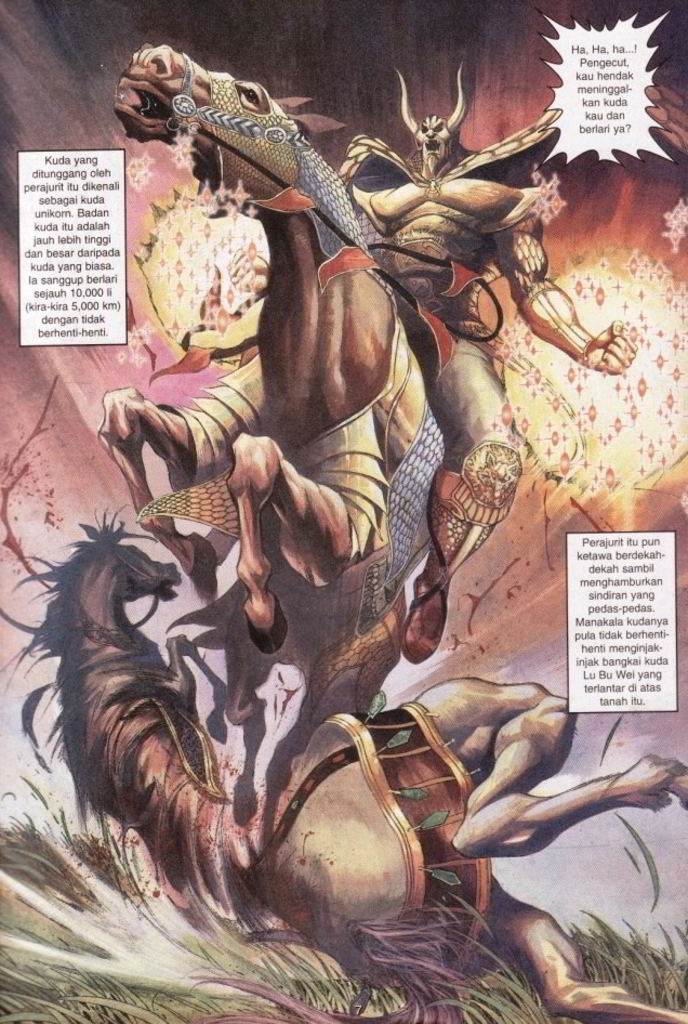 Ha, Ha, ha...!
Pengecut,
kau hendak
meninggal-
kan kuda
kau dan
berlari ya?
Kuda yang
ditunggang oleh
perajurit itu dikenali
sebagai kuda
unikorn. Badan
kuda itu adalah
jauh lebih tinggi
dan besar daripada
kuda yang biasa.
Ia sanggup berlari
sejauh 10,000 li
(kira-kira 5,000 km)
dengan tidak
berhenti-henti.
Perajurit itu pun
ketawa berdekah-
dekah sambil
menghamburkan
sindiran yang
pedas-pedas.
Manakala kudanya
pula tidak berhenti-
henti menginjak-
injak bangkai kuda
Lu Bu Wei yang
terlantar di atas
tanah itu.
7